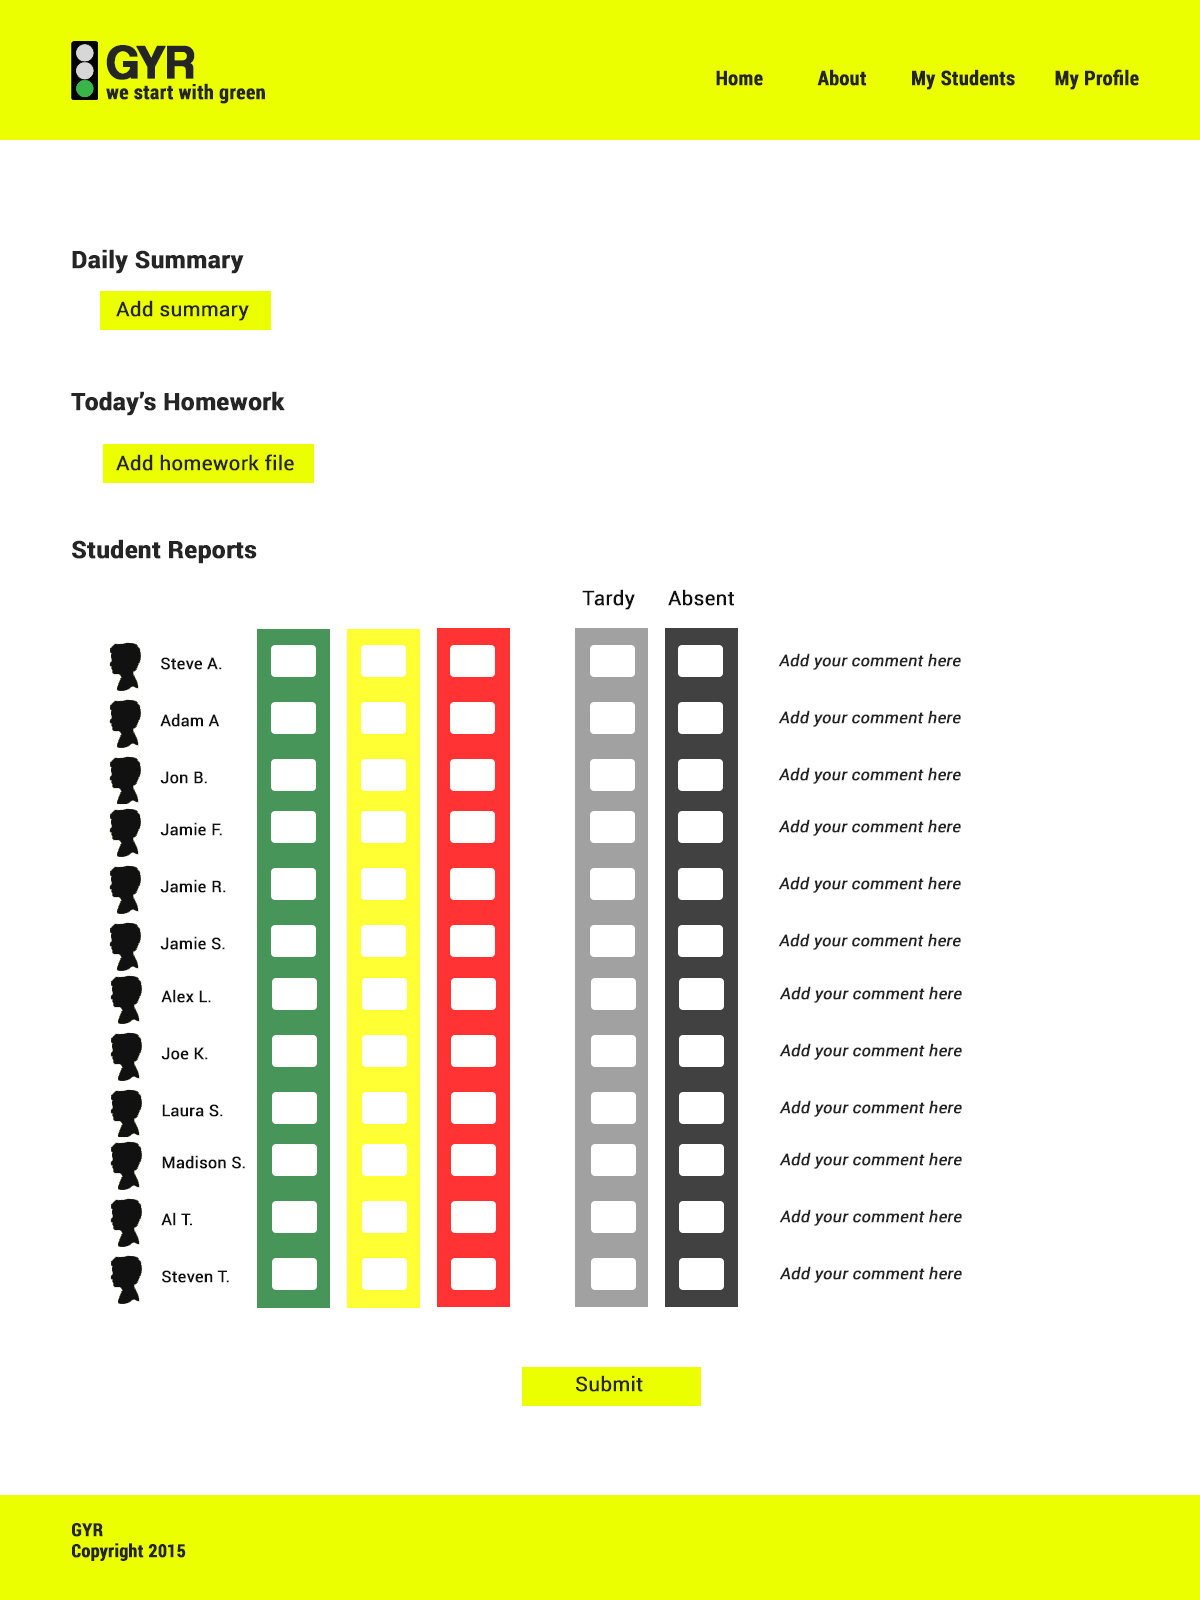 GYR
we start with green
Home About My Students My Profile
Daily Summary
Add summary
Today’s Homework
Add homework file
Student Reports
Tardy Absent
Steve A. Add your comment here
Adam A Add your comment here
Jon B. Add your comment here
Jamie F. Add your comment here
Jamie R. Add your comment here
Jamie S. Add your comment here
Alex L. Add your comment here
Joe K. Add your comment here
Laura S. Add your comment here
Madison S. Add your comment here
Al T. Add your comment here
Steven T. Add your comment here
Submit
GYR
Copyright 2015